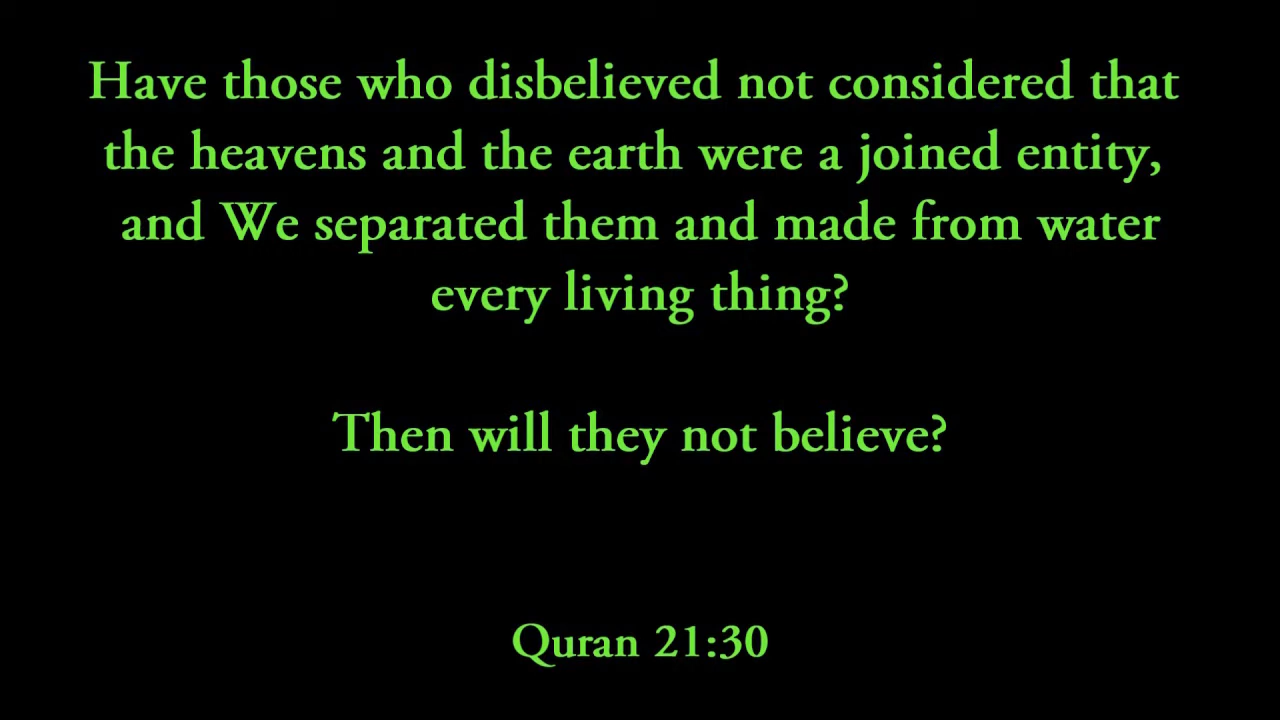 Have those who disbelieved not considered that
the heavens and the earth were a joined entity,
and We separated them and made from water
every living thing?
Then will they not believe?
Quran 21:30